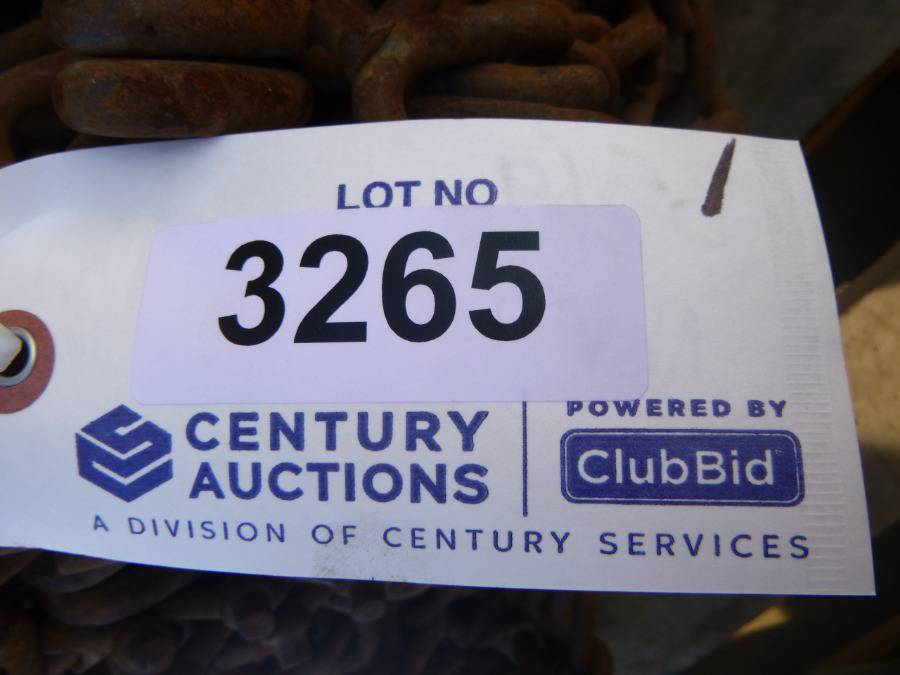 LOT NO
3265
CENTURY
AUCTIONS
A DIVISION OF CENTURY SERVICES
POWERED BY
ClubBid